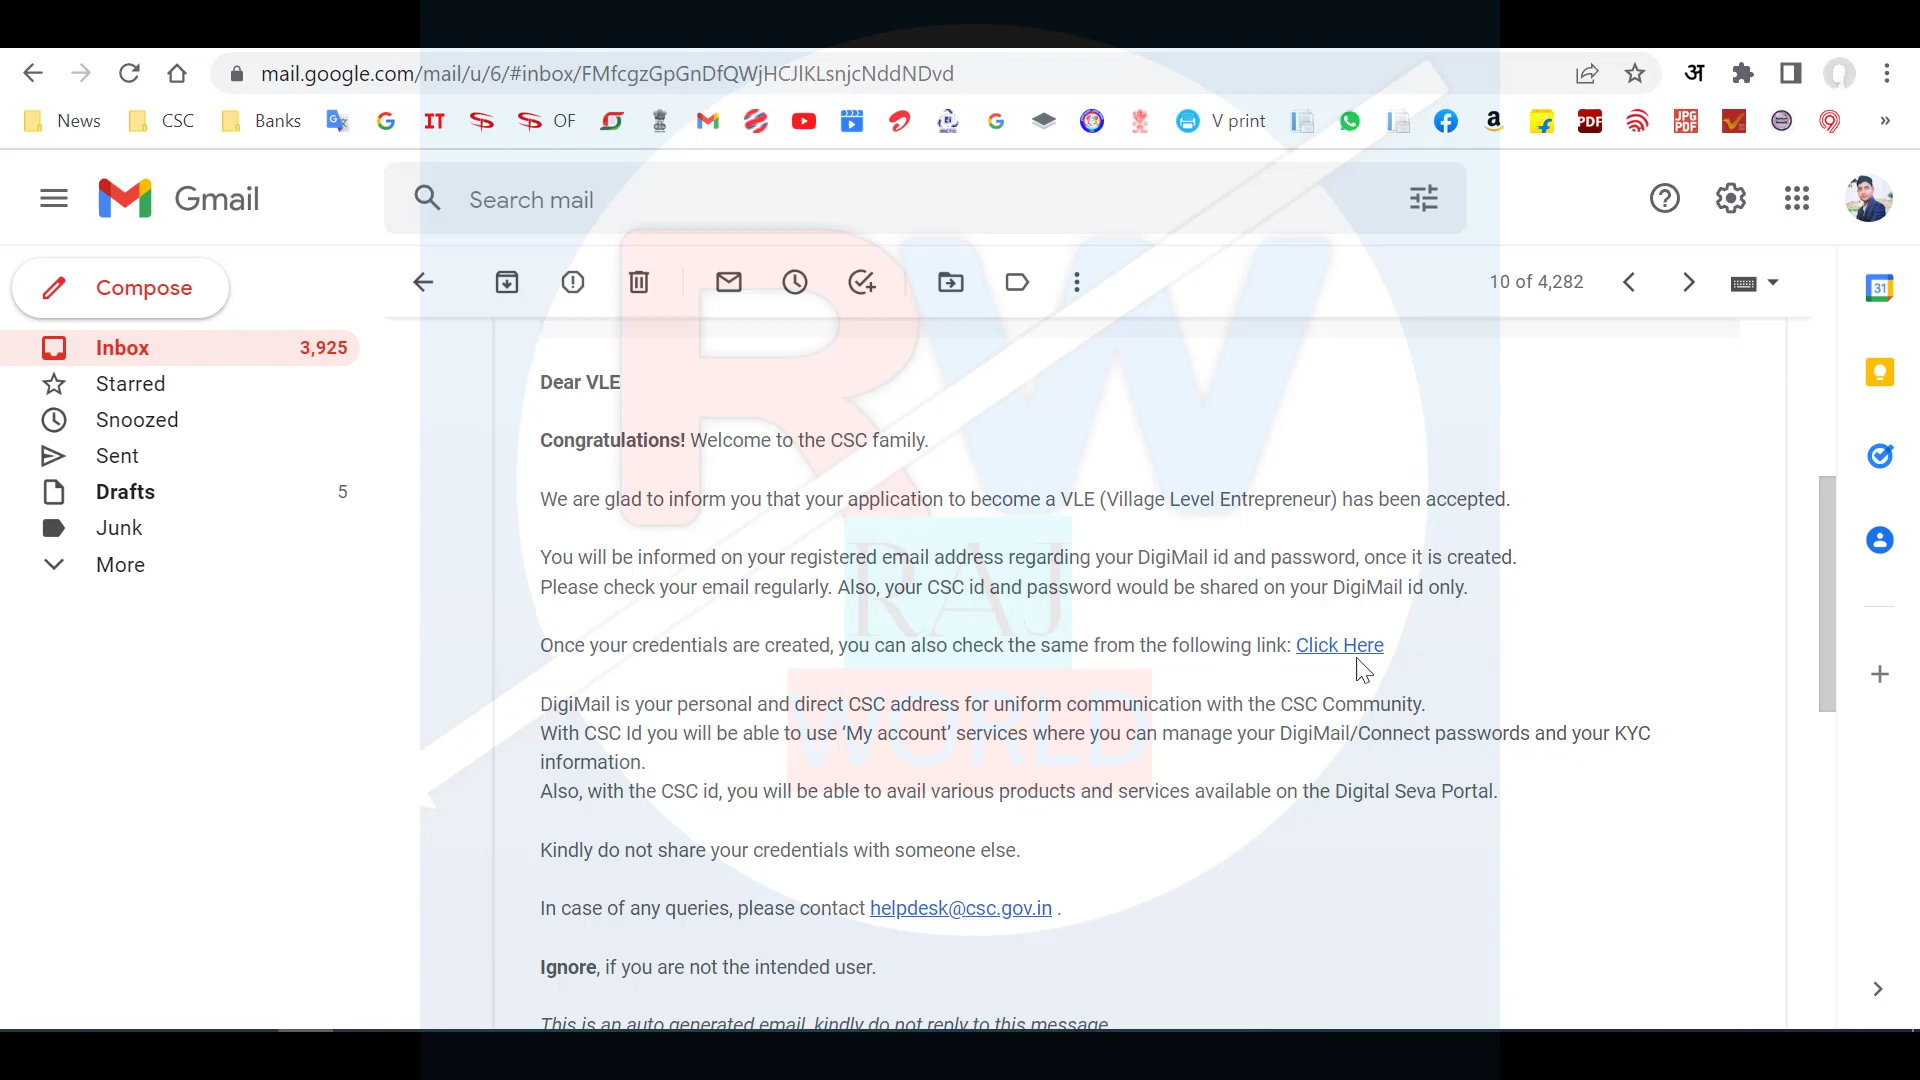 mail.google.com/mail/u/6/#inbox/FMfcgzGpGnDfQWjHCJlKLsnjcNddNDvd
अ
News
CSC
Banks
G
IT
OF
G
V print
a
PDF
JPG
PDF
»
Gmail
Search mail
Compose
10 of 4,282
31
Inbox 3,925
Starred
Snoozed
Sent
Drafts 5
Junk
More
Dear VLE
Congratulations! Welcome to the CSC family.
We are glad to inform you that your application to become a VLE (Village Level Entrepreneur) has been accepted.
You will be informed on your registered email address regarding your DigiMail id and password, once it is created.
Please check your email regularly. Also, your CSC id and password would be shared on your DigiMail id only.
Once your credentials are created, you can also check the same from the following link: Click Here
DigiMail is your personal and direct CSC address for uniform communication with the CSC Community.
With CSC Id you will be able to use ‘My account’ services where you can manage your DigiMail/Connect passwords and your KYC
information.
Also, with the CSC id, you will be able to avail various products and services available on the Digital Seva Portal.
Kindly do not share your credentials with someone else.
In case of any queries, please contact helpdesk@csc.gov.in .
Ignore, if you are not the intended user.
This is an auto generated email, kindly do not reply to this message
RW
RAJ
WORLD